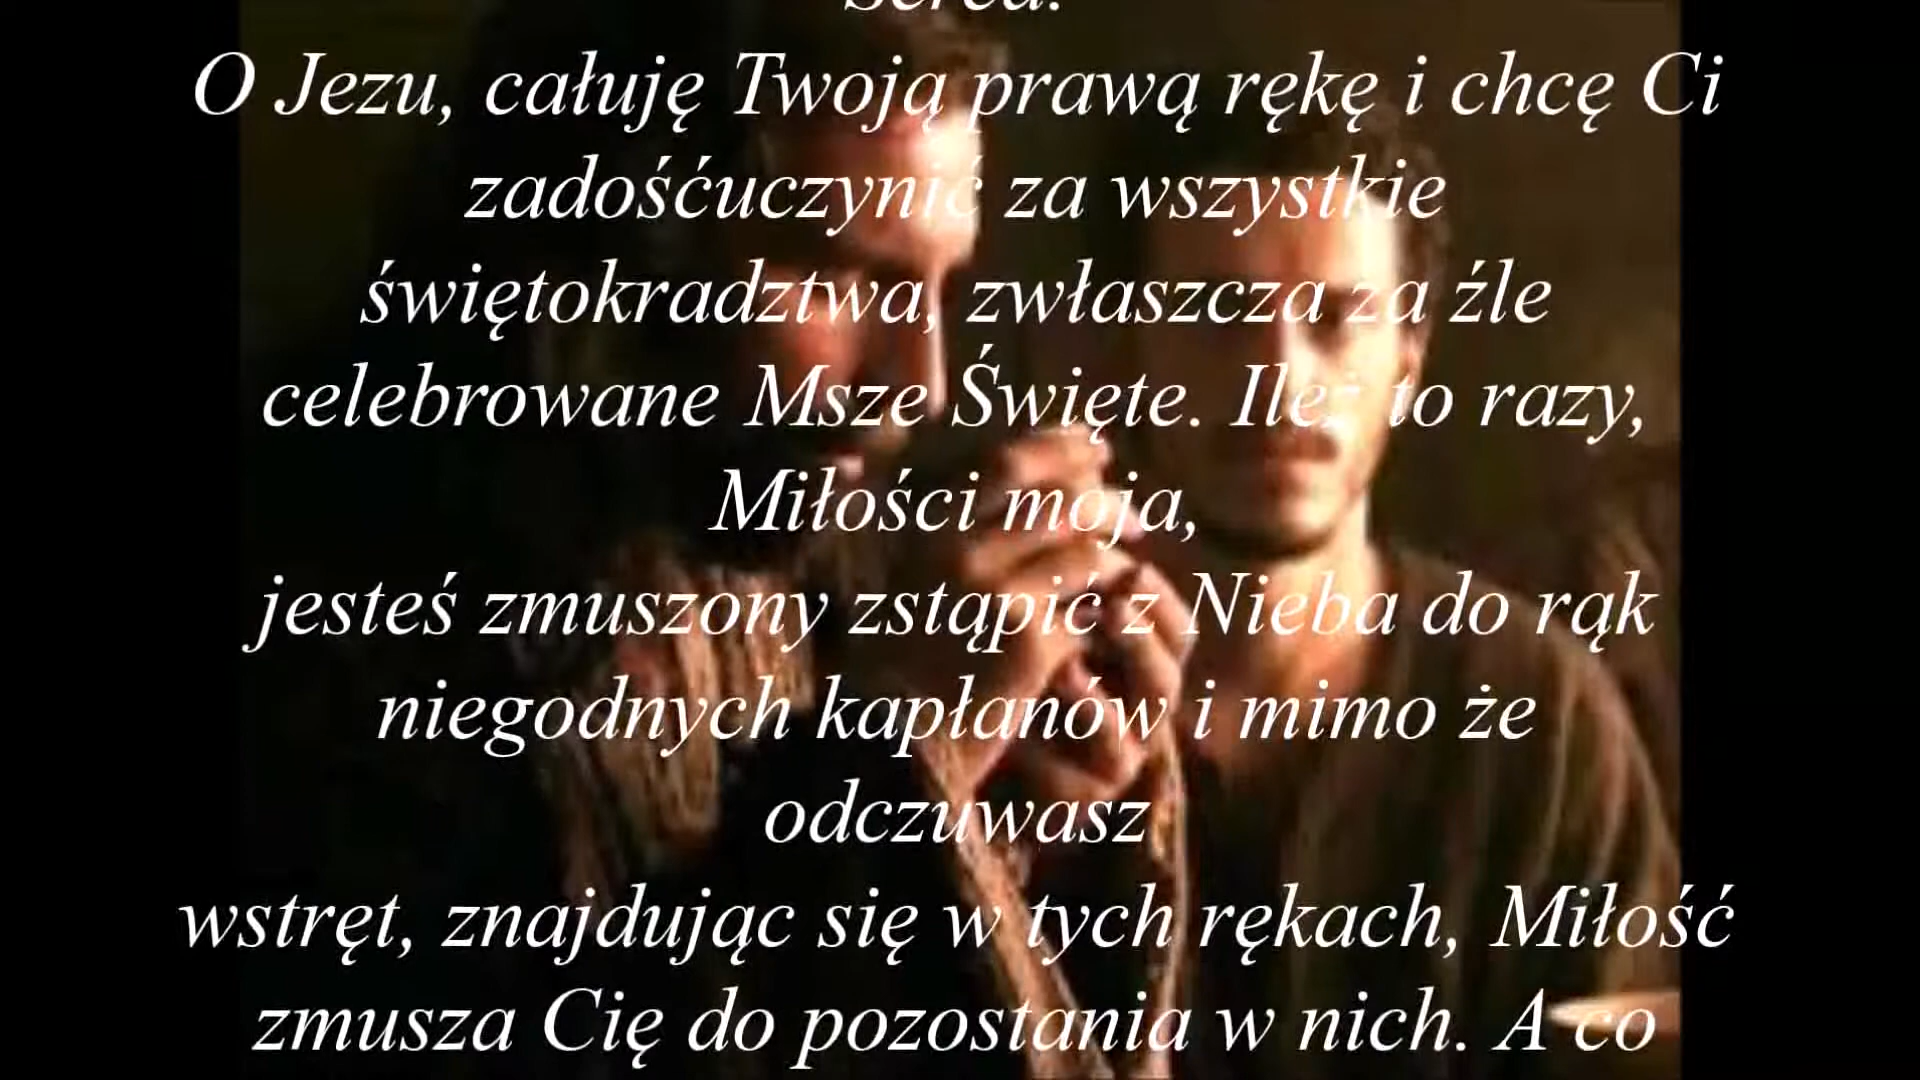 O Jezu, całuję Twoją prawą rękę i chcę Ci
zadośćuczynić za wszystkie
świętokradztwa, zwłaszcza za źle
celebrowane Msze Święte. Ileż to razy,
Miłości moja,
jesteś zmuszony zstąpić z Nieba do rąk
niegodnych kapłanów i mimo że
odczuwasz
wstręt, znajdując się w tych rękach, Miłość
zmusza Cię do pozostania w nich. A co